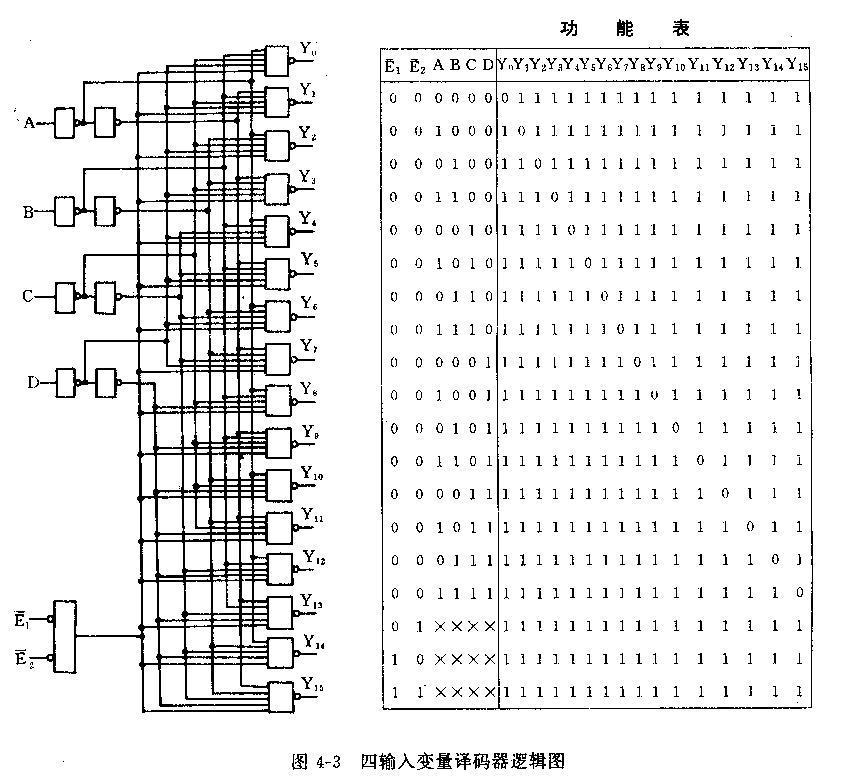 功 能 表
Y₀
Y₁
A
Y₂
Y₃
B
Y₄
Y₅
C
Y₆
Y₇
D
Y₈
Y₉
Y₁₀
Y₁₁
Y₁₂
Y₁₃
Ē₁
Y₁₄
Ē₂
Y₁₅
Ē₁ Ē₂ A B C D Y₀ Y₁ Y₂ Y₃ Y₄ Y₅ Y₆ Y₇ Y₈ Y₉ Y₁₀ Y₁₁ Y₁₂ Y₁₃ Y₁₄ Y₁₅
0 0 0 0 0 0 0 1 1 1 1 1 1 1 1 1 1 1 1 1 1 1
0 0 1 0 0 0 1 0 1 1 1 1 1 1 1 1 1 1 1 1 1 1
0 0 0 1 0 0 1 1 0 1 1 1 1 1 1 1 1 1 1 1 1 1
0 0 1 1 0 0 1 1 1 0 1 1 1 1 1 1 1 1 1 1 1 1
0 0 0 0 1 0 1 1 1 1 0 1 1 1 1 1 1 1 1 1 1 1
0 0 1 0 1 0 1 1 1 1 1 0 1 1 1 1 1 1 1 1 1 1
0 0 0 1 1 0 1 1 1 1 1 1 0 1 1 1 1 1 1 1 1 1
0 0 1 1 1 0 1 1 1 1 1 1 1 0 1 1 1 1 1 1 1 1
0 0 0 0 0 1 1 1 1 1 1 1 1 1 0 1 1 1 1 1 1 1
0 0 1 0 0 1 1 1 1 1 1 1 1 1 1 0 1 1 1 1 1 1
0 0 0 1 0 1 1 1 1 1 1 1 1 1 1 1 0 1 1 1 1 1
0 0 1 1 0 1 1 1 1 1 1 1 1 1 1 1 1 0 1 1 1 1
0 0 0 0 1 1 1 1 1 1 1 1 1 1 1 1 1 1 0 1 1 1
0 0 1 0 1 1 1 1 1 1 1 1 1 1 1 1 1 1 1 0 1 1
0 0 0 1 1 1 1 1 1 1 1 1 1 1 1 1 1 1 1 1 0 1
0 0 1 1 1 1 1 1 1 1 1 1 1 1 1 1 1 1 1 1 1 0
0 1 × × × × 1 1 1 1 1 1 1 1 1 1 1 1 1 1 1 1
1 0 × × × × 1 1 1 1 1 1 1 1 1 1 1 1 1 1 1 1
1 1 × × × × 1 1 1 1 1 1 1 1 1 1 1 1 1 1 1 1
图 4-3 四输入变量译码器逻辑图